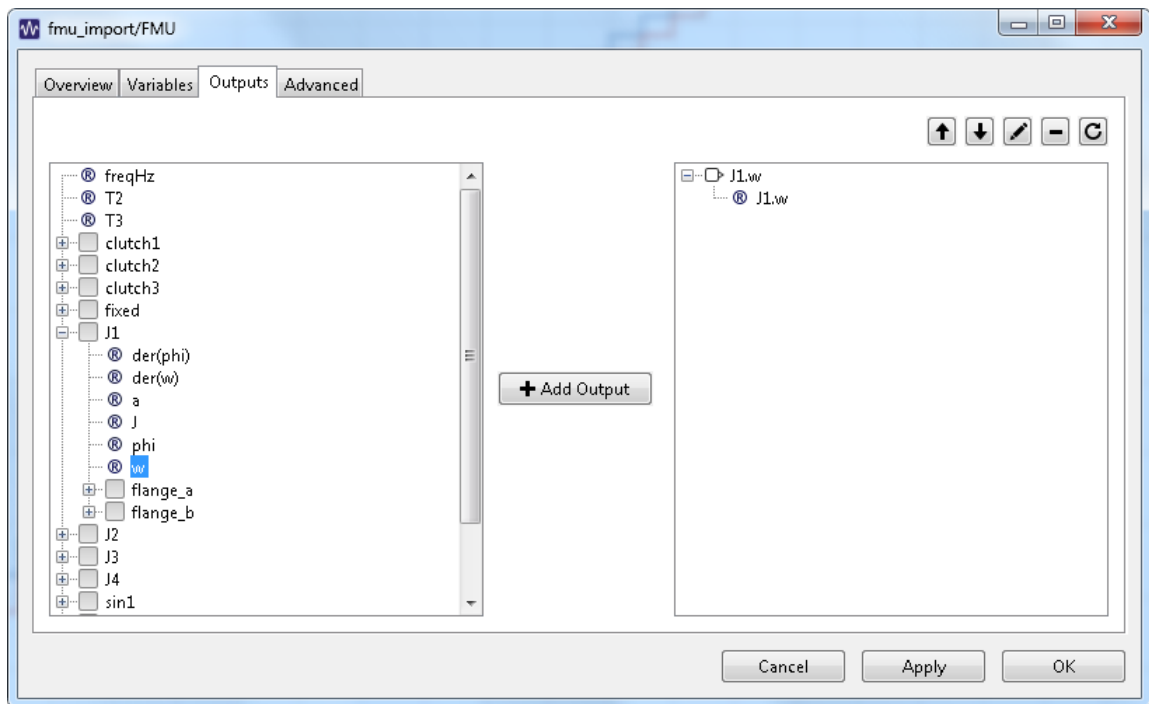 fmu_import/FMU
Overview Variables Outputs Advanced
® freqHz
® T2
® T3
clutch1
clutch2
clutch3
fixed
J1
® der(phi)
® der(w)
® a
® J
® phi
® w
flange_a
flange_b
J2
J3
J4
sin1
+ Add Output
J1.w
® J1.w
Cancel Apply OK